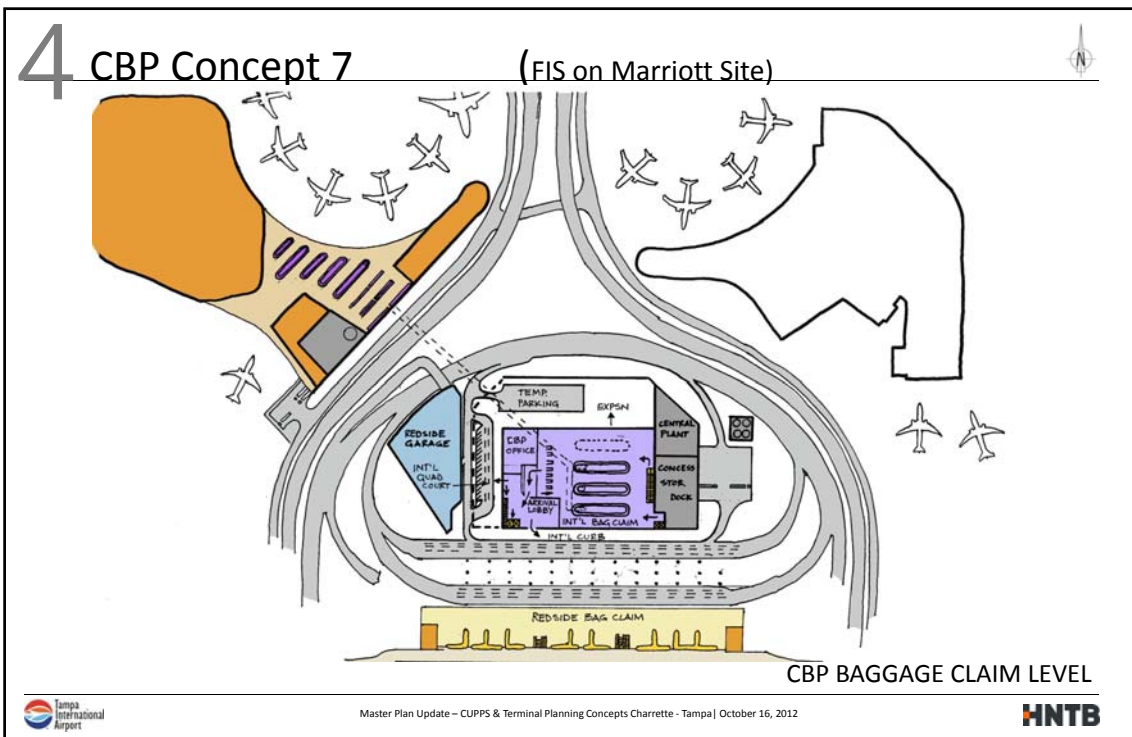 4 CBP Concept 7 (FIS on Marriott Site)
N
TEMP.
PARKING
EXPSN
REDSIDE
GARAGE
CBP
OFFICE
CENTRAL
PLANT
INT'L
QUAD
COURT
CONCESS
STOR.
DOCK
ARRIVAL
LOBBY
INT'L BAG CLAIM
INT'L CURB
REDSIDE BAG CLAIM
CBP BAGGAGE CLAIM LEVEL
Tampa
International
Airport
Master Plan Update – CUPPS & Terminal Planning Concepts Charrette - Tampa| October 16, 2012
HNTB